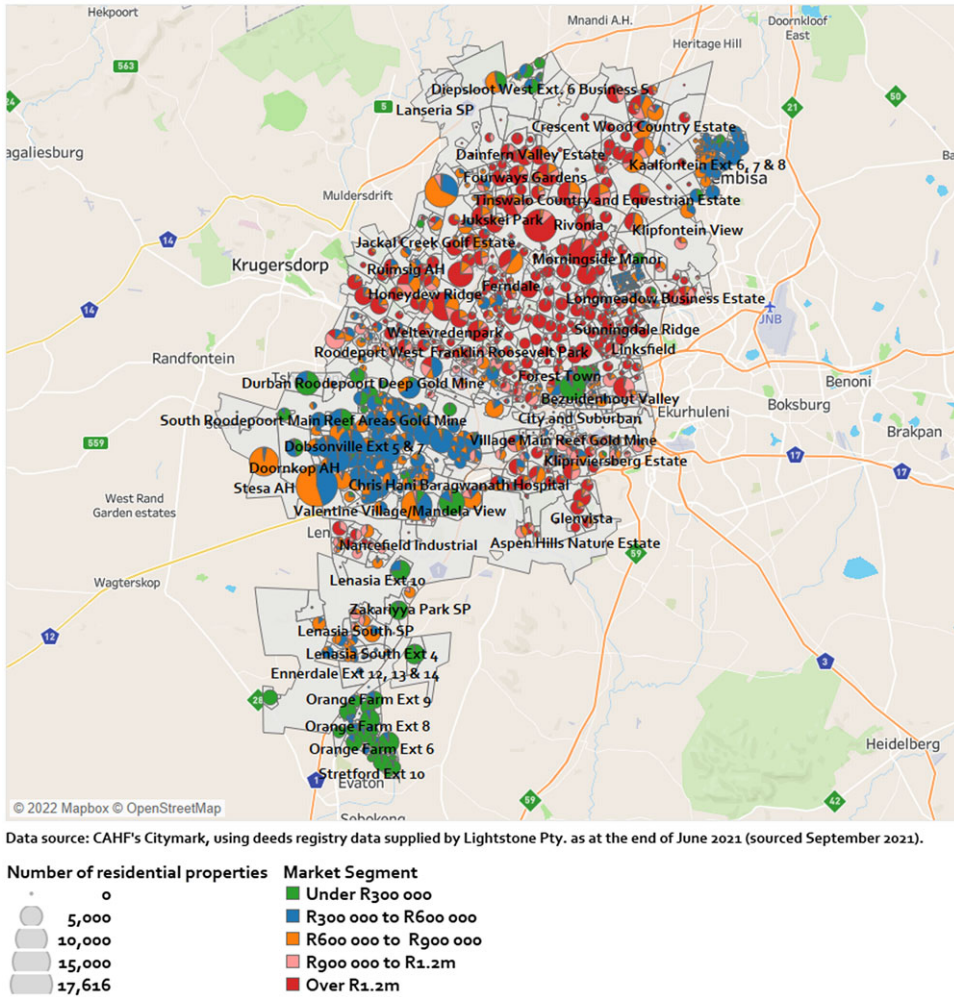 Hekpoort
Mnandi A.H.
Doornkloof
East
Heritage Hill
563
Diepsloot West Ext. 6 Business S.
24
5
50
21
Lanseria SP
Crescent Wood Country Estate
agaliesburg
Dainfern Valley Estate
Kaalfontein Ext 6, 7 & 8
Ba
Fourways Gardens
mbisa
Muldersdrift
Tinswalo Country and Equestrian Estate
Jukskei Park
Rivonia
Klipfontein View
14
Jackal Creek Golf Estate
Krugersdorp
Ruimsig AH
Morningside Manor
Ferndale
Honeydew Ridge
Longmeadow Business Estate
14
JNB
Weltevredenpark
Sunningdale Ridge
Roodeport West
Franklin Roosevelt Park
Linksfield
Randfontein
Durban Roodepoort Deep Gold Mine
Forest Town
Benoni
Bezuidenhout Valley
Boksburg
Ekurhuleni
South Roodepoort Main Reef Areas Gold Mine
City and Suburban
Brakpan
559
Dobsonville Ext 5 & 7
Village Main Reef Gold Mine
17
Klipriviersberg Estate
17
Doornkop AH
Stesa AH
Chris Hani Baragwanath Hospital
West Rand
Garden estates
Valentine Village/Mandela View
Glenvista
Len
Nancefield Industrial
Aspen Hills Nature Estate
59
1
Wagterskop
Lenasia Ext 10
Zakariyya Park SP
12
Lenasia South SP
Lenasia South Ext 4
3
Ennerdale Ext 12, 13 & 14
28
Orange Farm Ext 9
Orange Farm Ext 8
Orange Farm Ext 6
Heidelberg
Stretford Ext 10
1
Evaton
59
42
Sebokeng
© 2022 Mapbox © OpenStreetMap
Data source: CAHF's Citymark, using deeds registry data supplied by Lightstone Pty. as at the end of June 2021 (sourced September 2021).
Number of residential properties
0
5,000
10,000
15,000
17,616
Market Segment
Under R300 000
R300 000 to R600 000
R600 000 to R900 000
R900 000 to R1.2m
Over R1.2m